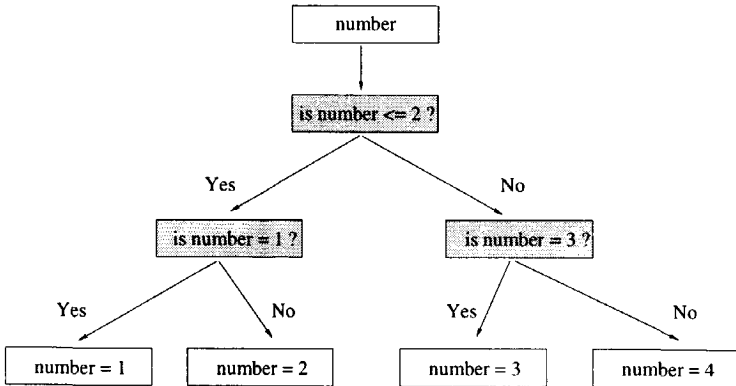 number
is number <= 2 ?
Yes
No
is number = 1 ?
is number = 3 ?
Yes
No
Yes
No
number = 1
number = 2
number = 3
number = 4